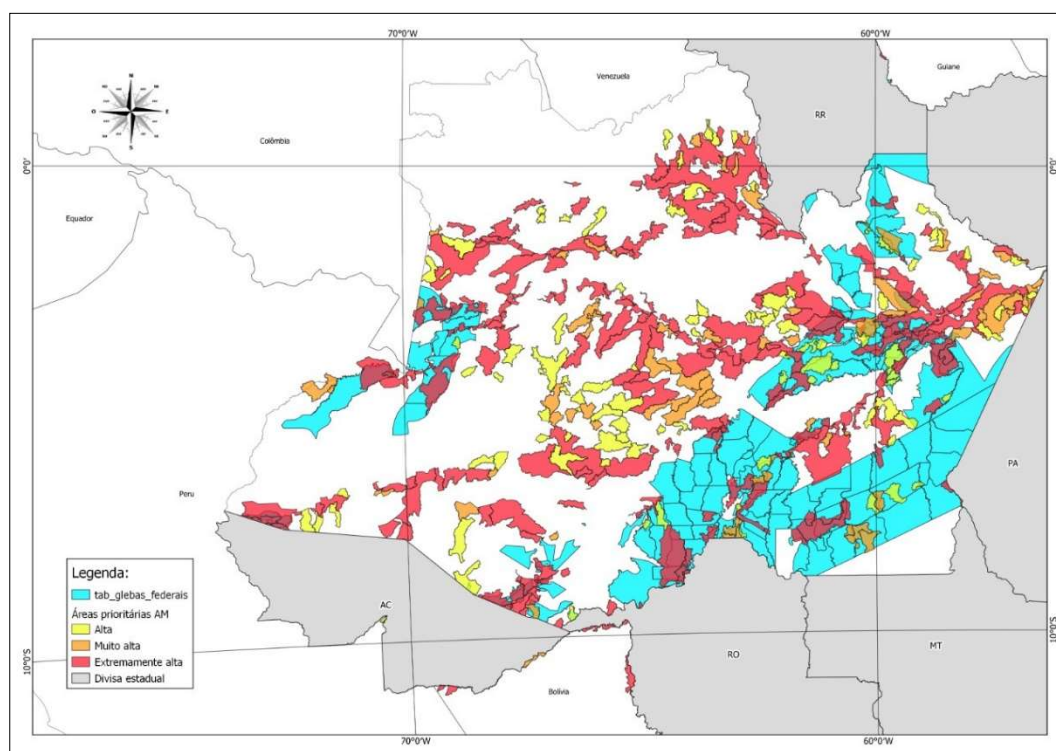 70°0'W
60°0'W
Venezuela
Guiane
N
O
E
S
RR
Colômbia
0°0'
0°0'
Equador
PA
Peru
Legenda:
tab_glebas_federais
Áreas prioritárias AM
Alta
Muito alta
Extremamente alta
Divisa estadual
AC
10°0'S
10°0'S
RO
MT
Bolívia
70°0'W
60°0'W